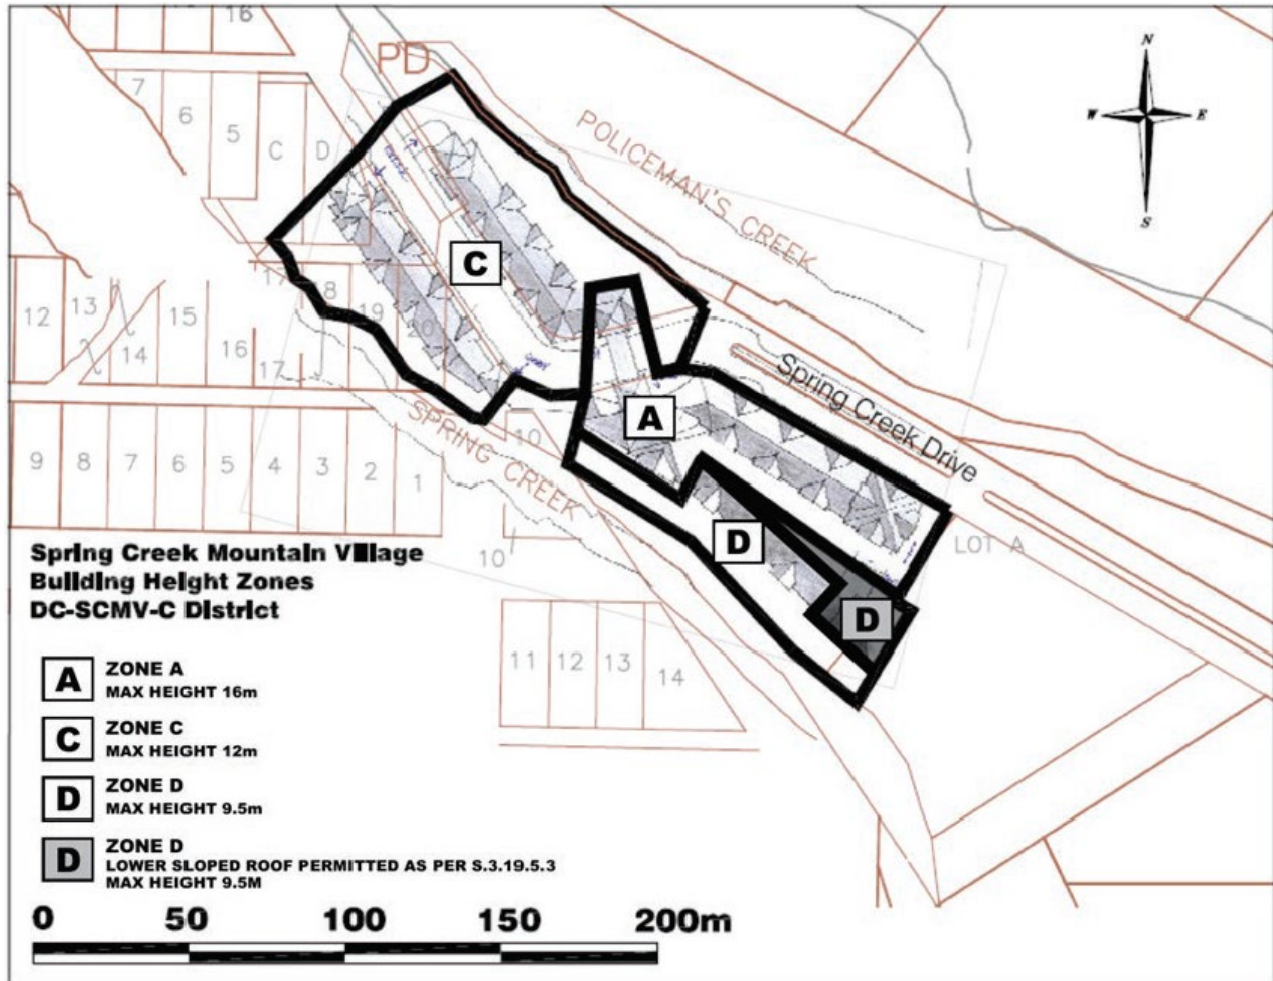 16
PD
N
W E
S
7
6
5
C
D
POLICEMAN'S CREEK
C
17
18
19
20
12
13
14
15
16
17
A
Spring Creek Drive
SPRING CREEK
10
9
8
7
6
5
4
3
2
1
D
LOT A
10
D
11
12
13
14
Spring Creek Mountain Village
Building Height Zones
DC-SCMV-C District
A ZONE A
MAX HEIGHT 16m
C ZONE C
MAX HEIGHT 12m
D ZONE D
MAX HEIGHT 9.5m
D ZONE D
LOWER SLOPED ROOF PERMITTED AS PER S.3.19.5.3
MAX HEIGHT 9.5M
0 50 100 150 200m